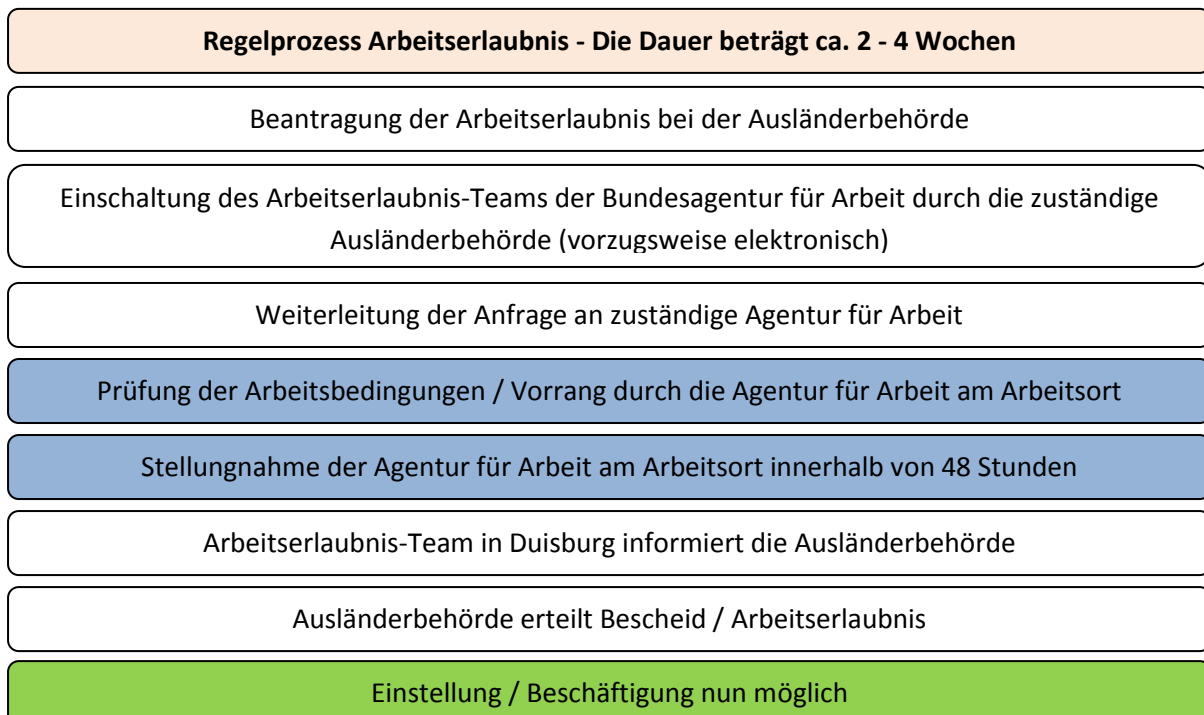 Regelprozess Arbeitserlaubnis - Die Dauer beträgt ca. 2 - 4 Wochen
Beantragung der Arbeitserlaubnis bei der Ausländerbehörde
Einschaltung des Arbeitserlaubnis-Teams der Bundesagentur für Arbeit durch die zuständige
Ausländerbehörde (vorzugsweise elektronisch)
Weiterleitung der Anfrage an zuständige Agentur für Arbeit
Prüfung der Arbeitsbedingungen / Vorrang durch die Agentur für Arbeit am Arbeitsort
Stellungnahme der Agentur für Arbeit am Arbeitsort innerhalb von 48 Stunden
Arbeitserlaubnis-Team in Duisburg informiert die Ausländerbehörde
Ausländerbehörde erteilt Bescheid / Arbeitserlaubnis
Einstellung / Beschäftigung nun möglich